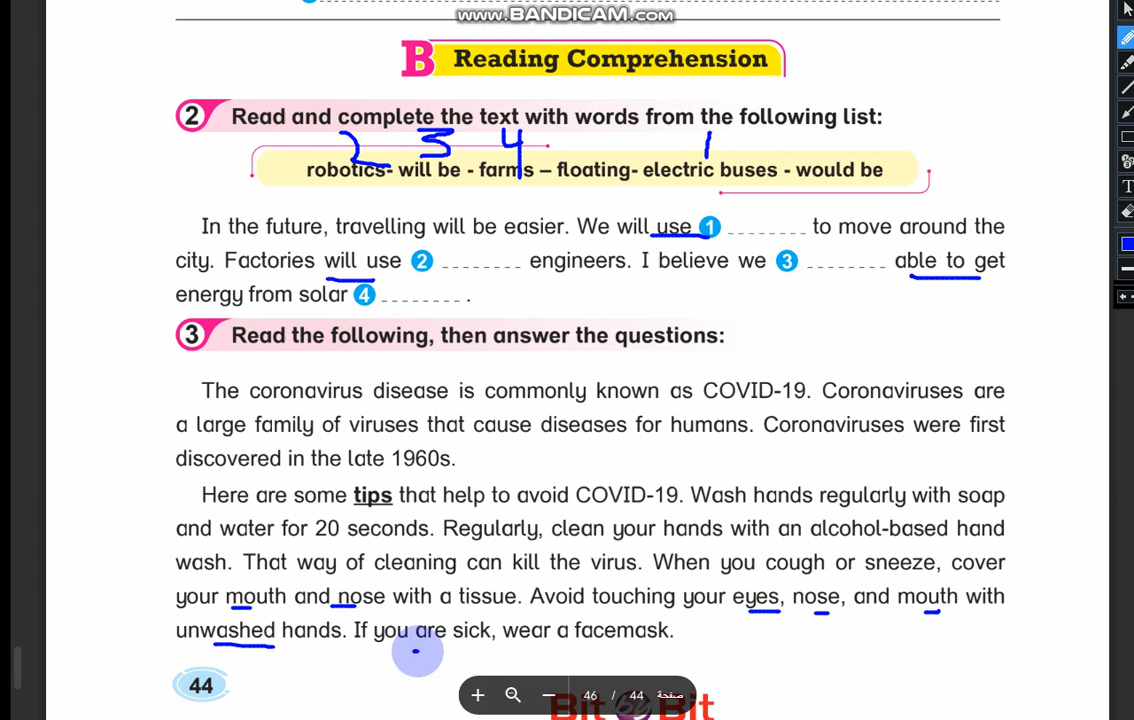 www.BANDICAM.com
B Reading Comprehension
2 Read and complete the text with words from the following list:
2 3 4 1
robotics- will be - farms – floating- electric buses - would be
In the future, travelling will be easier. We will use 1 ________ to move around the
city. Factories will use 2 ________ engineers. I believe we 3 ________ able to get
energy from solar 4 ________ .
3 Read the following, then answer the questions:
The coronavirus disease is commonly known as COVID-19. Coronaviruses are
a large family of viruses that cause diseases for humans. Coronaviruses were first
discovered in the late 1960s.
Here are some tips that help to avoid COVID-19. Wash hands regularly with soap
and water for 20 seconds. Regularly, clean your hands with an alcohol-based hand
wash. That way of cleaning can kill the virus. When you cough or sneeze, cover
your mouth and nose with a tissue. Avoid touching your eyes, nose, and mouth with
unwashed hands. If you are sick, wear a facemask.
44
46 / 44 صفحة
Bit by Bit